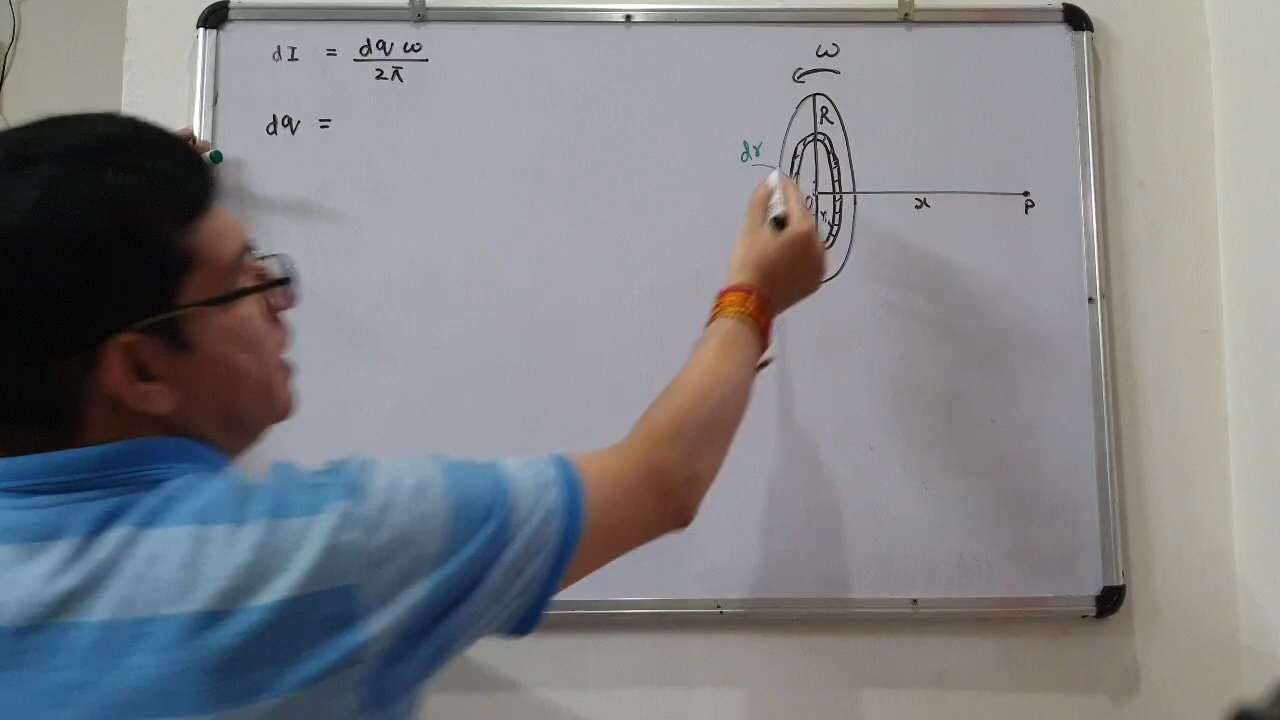 dI = dq ω / 2π
dq =
ω
R
dr
O
r
x
P